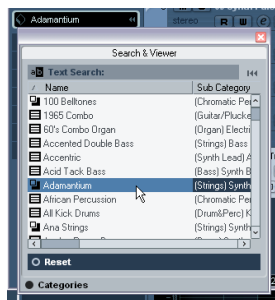 Adamantium
stereo R W e
Search & Viewer
ab Text Search:
/ Name Sub Category
100 Belltones (Chromatic Per
1965 Combo (Guitar/Plucke
60's Combo Organ (Organ) Electri
Accented Double Bass (Strings) Bass
Accentric (Synth Lead) A
Acid Tack Bass (Bass) Synth B
Adamantium (Strings) Synth
African Percussion (Chromatic Per
All Kick Drums (Drum&Perc) K
Ana Strings (Strings) Synth
Reset
Categories